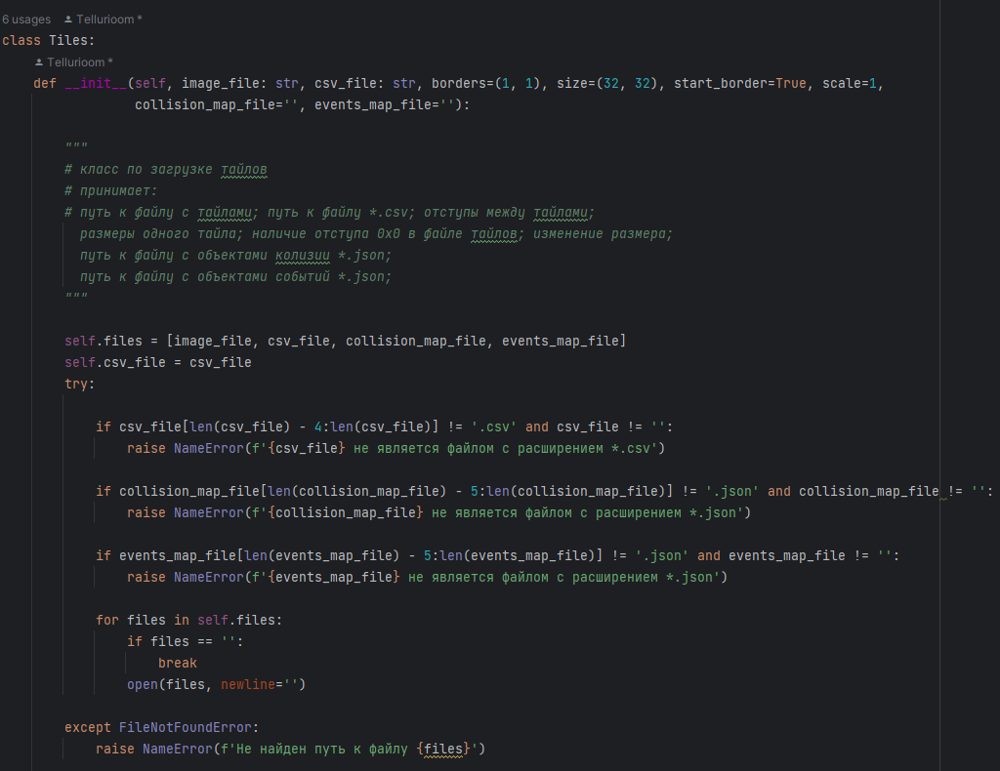 6 usages Tellurioom *
class Tiles:
Tellurioom *
def __init__(self, image_file: str, csv_file: str, borders=(1, 1), size=(32, 32), start_border=True, scale=1,
collision_map_file='', events_map_file=''):
"""
# класс по загрузке тайлов
# принимает:
# путь к файлу с тайлами; путь к файлу *.csv; отступы между тайлами;
размеры одного тайла; наличие отступа 0x0 в файле тайлов; изменение размера;
путь к файлу с объектами колизии *.json;
путь к файлу с объектами событий *.json;
"""
self.files = [image_file, csv_file, collision_map_file, events_map_file]
self.csv_file = csv_file
try:
if csv_file[len(csv_file) - 4:len(csv_file)] != '.csv' and csv_file != '':
raise NameError(f'{csv_file} не является файлом с расширением *.csv')
if collision_map_file[len(collision_map_file) - 5:len(collision_map_file)] != '.json' and collision_map_file != '':
raise NameError(f'{collision_map_file} не является файлом с расширением *.json')
if events_map_file[len(events_map_file) - 5:len(events_map_file)] != '.json' and events_map_file != '':
raise NameError(f'{events_map_file} не является файлом с расширением *.json')
for files in self.files:
if files == '':
break
open(files, newline='')
except FileNotFoundError:
raise NameError(f'Не найден путь к файлу {files}')